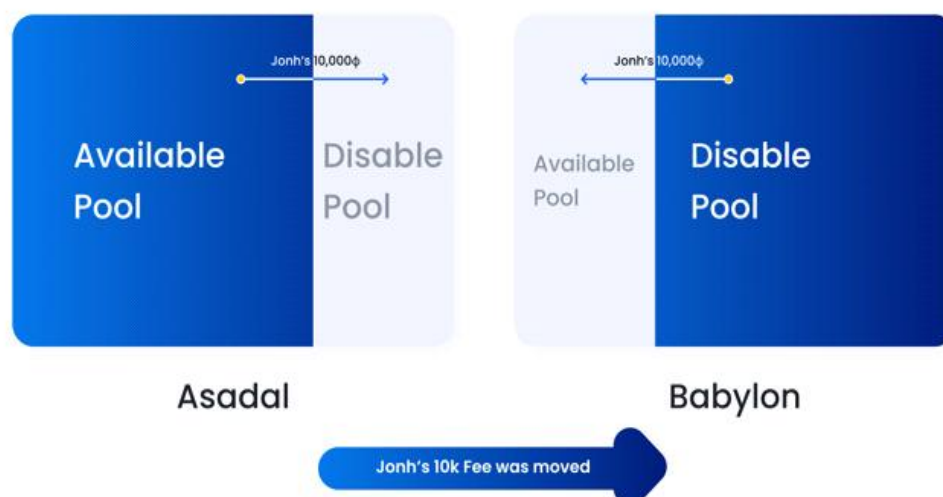 Jonh's 10,000ϕ
Available
Pool
Disable
Pool
Asadal
Jonh's 10,000ϕ
Available
Pool
Disable
Pool
Babylon
Jonh's 10k Fee was moved